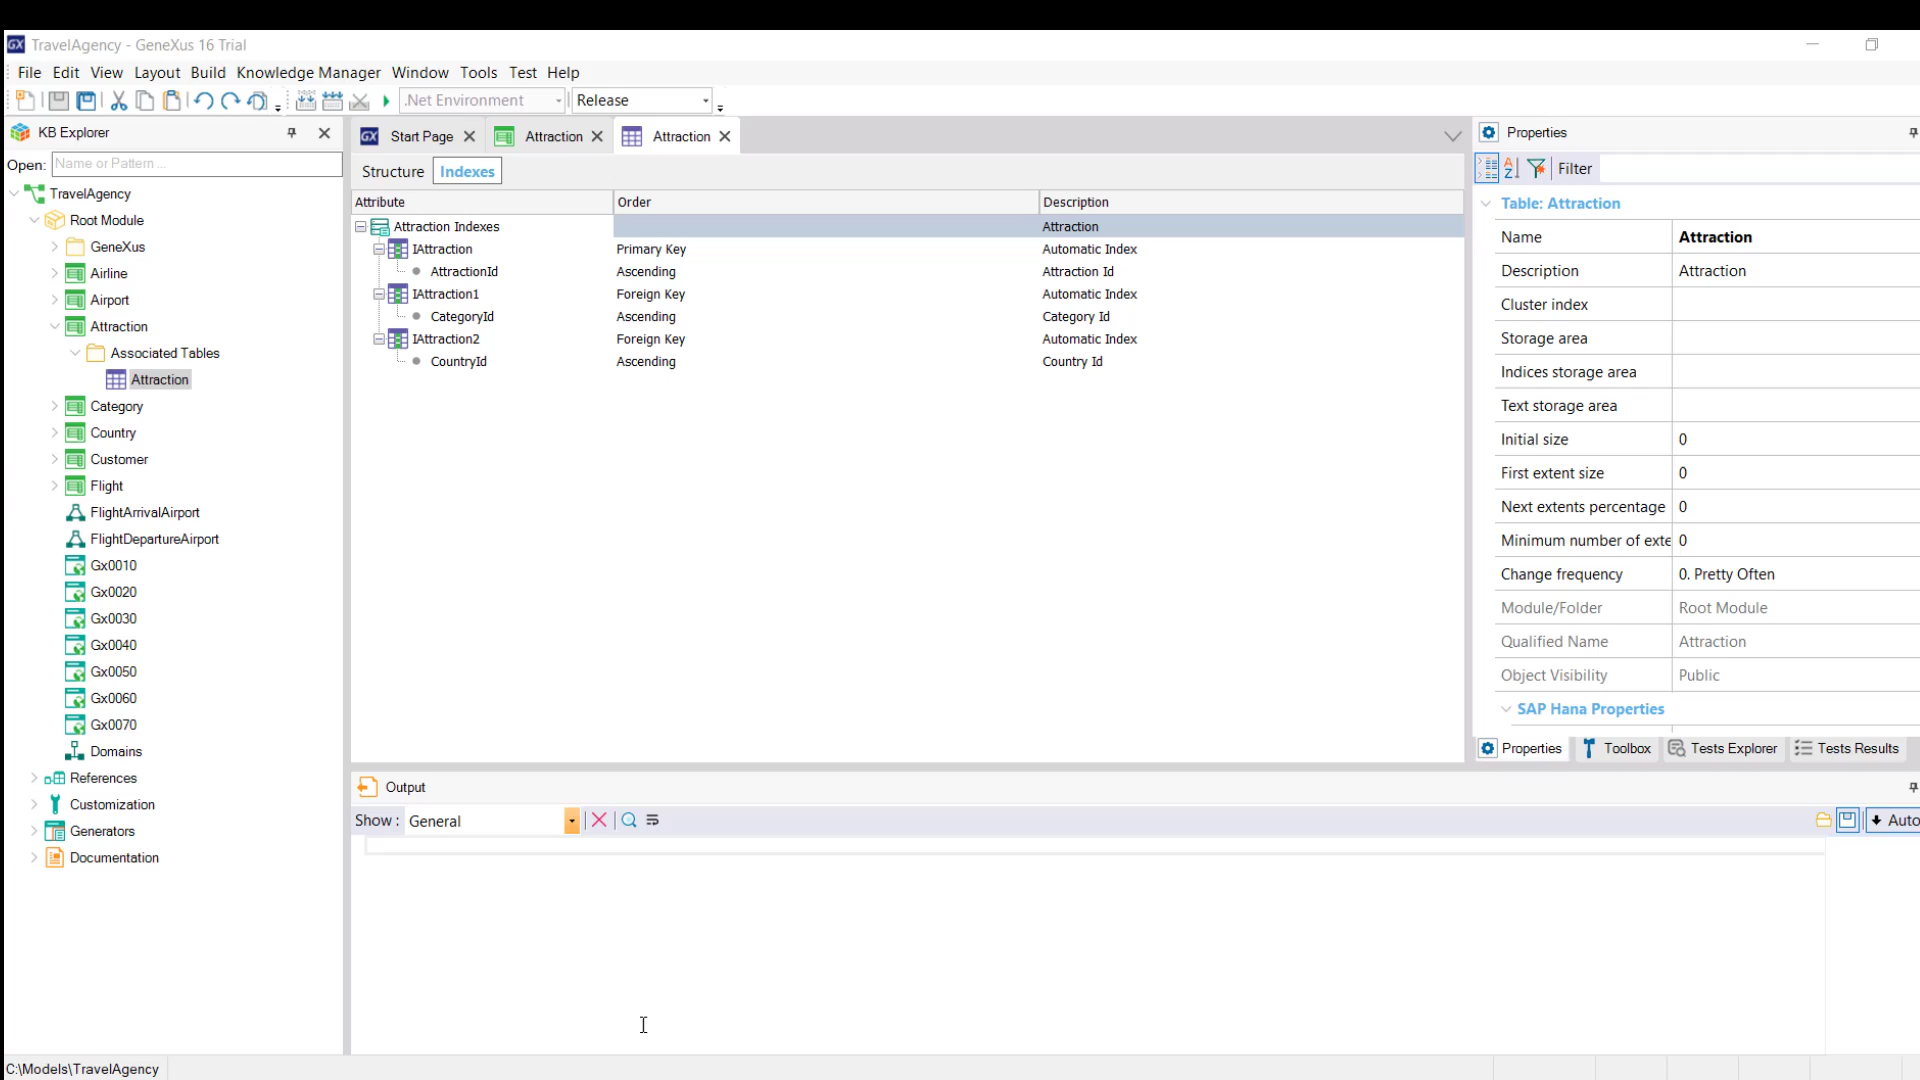 GX TravelAgency - GeneXus 16 Trial
File Edit View Layout Build Knowledge Manager Window Tools Test Help
.Net Environment Release
KB Explorer
Open: Name or Pattern ...
TravelAgency
Root Module
GeneXus
Airline
Airport
Attraction
Associated Tables
Attraction
Category
Country
Customer
Flight
FlightArrivalAirport
FlightDepartureAirport
Gx0010
Gx0020
Gx0030
Gx0040
Gx0050
Gx0060
Gx0070
Domains
References
Customization
Generators
Documentation
GX Start Page Attraction Attraction
Structure Indexes
Attribute Order Description
Attraction Indexes Attraction
IAttraction Primary Key Automatic Index
AttractionId Ascending Attraction Id
IAttraction1 Foreign Key Automatic Index
CategoryId Ascending Category Id
IAttraction2 Foreign Key Automatic Index
CountryId Ascending Country Id
Output
Show : General
Auto
Properties
A Z Filter
Table: Attraction
Name Attraction
Description Attraction
Cluster index
Storage area
Indices storage area
Text storage area
Initial size 0
First extent size 0
Next extents percentage 0
Minimum number of exte 0
Change frequency 0. Pretty Often
Module/Folder Root Module
Qualified Name Attraction
Object Visibility Public
SAP Hana Properties
Properties Toolbox Tests Explorer Tests Results
C:\Models\TravelAgency